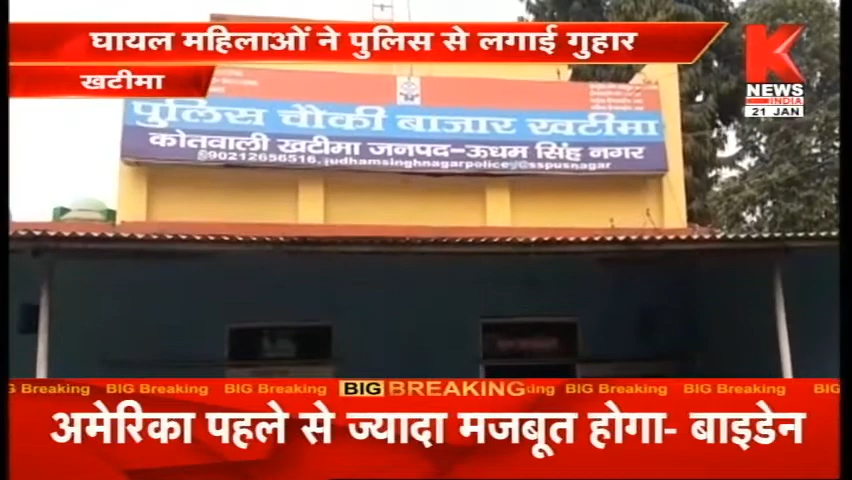 घायल महिलाओं ने पुलिस से लगाई गुहार
खटीमा
K
NEWS
INDIA
21 JAN
पुलिस चौकी बाजार खटीमा
कोतवाली खटीमा जनपद-ऊधम सिंह नगर
BIG Breaking BIG Breaking BIG Breaking BIG BREAKING BIG Breaking BIG Breaking BIG
अमेरिका पहले से ज्यादा मजबूत होगा- बाइडेन